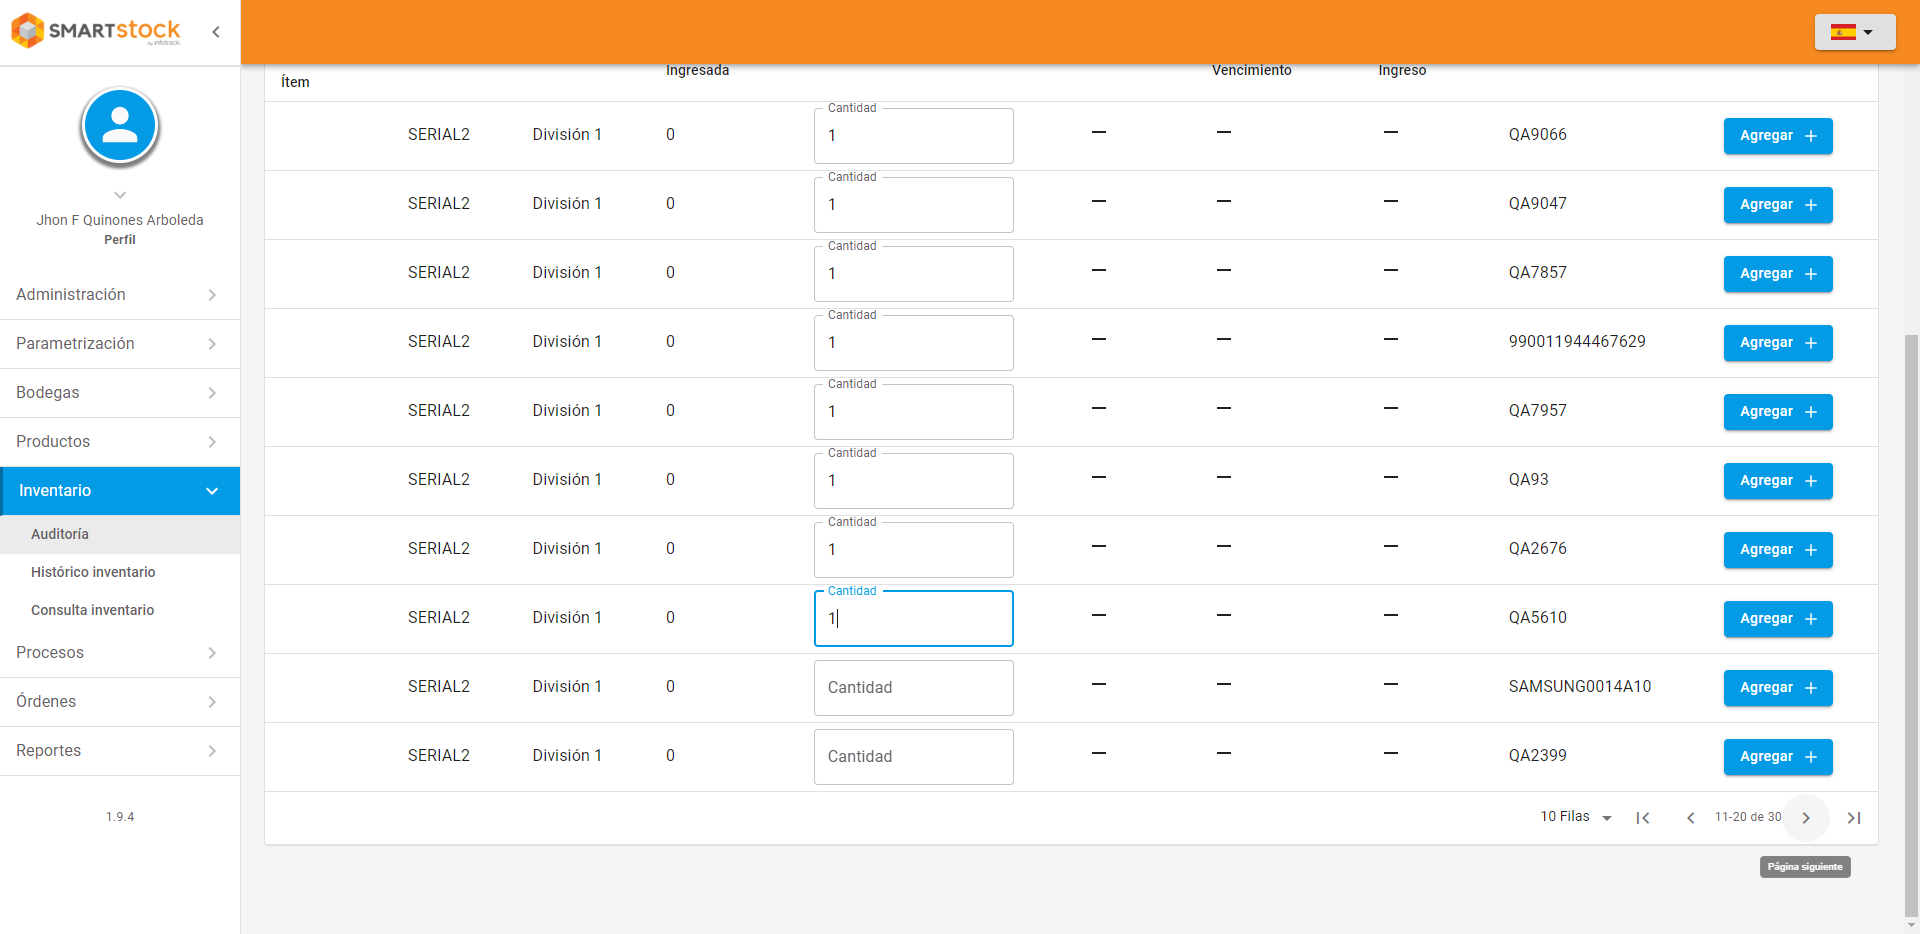 SMARTSTOCK
by infotrack.
Jhon F Quinones Arboleda
Perfil
Administración
Parametrización
Bodegas
Productos
Inventario
Auditoría
Histórico inventario
Consulta inventario
Procesos
Órdenes
Reportes
1.9.4
Ítem Ingresada Vencimiento Ingreso
Cantidad
SERIAL2 División 1 0 1 — — — QA9066 Agregar +
Cantidad
SERIAL2 División 1 0 1 — — — QA9047 Agregar +
Cantidad
SERIAL2 División 1 0 1 — — — QA7857 Agregar +
Cantidad
SERIAL2 División 1 0 1 — — — 990011944467629 Agregar +
Cantidad
SERIAL2 División 1 0 1 — — — QA7957 Agregar +
Cantidad
SERIAL2 División 1 0 1 — — — QA93 Agregar +
Cantidad
SERIAL2 División 1 0 1 — — — QA2676 Agregar +
Cantidad
SERIAL2 División 1 0 1 — — — QA5610 Agregar +
SERIAL2 División 1 0 Cantidad — — — SAMSUNG0014A10 Agregar +
SERIAL2 División 1 0 Cantidad — — — QA2399 Agregar +
10 Filas 11-20 de 30
Página siguiente